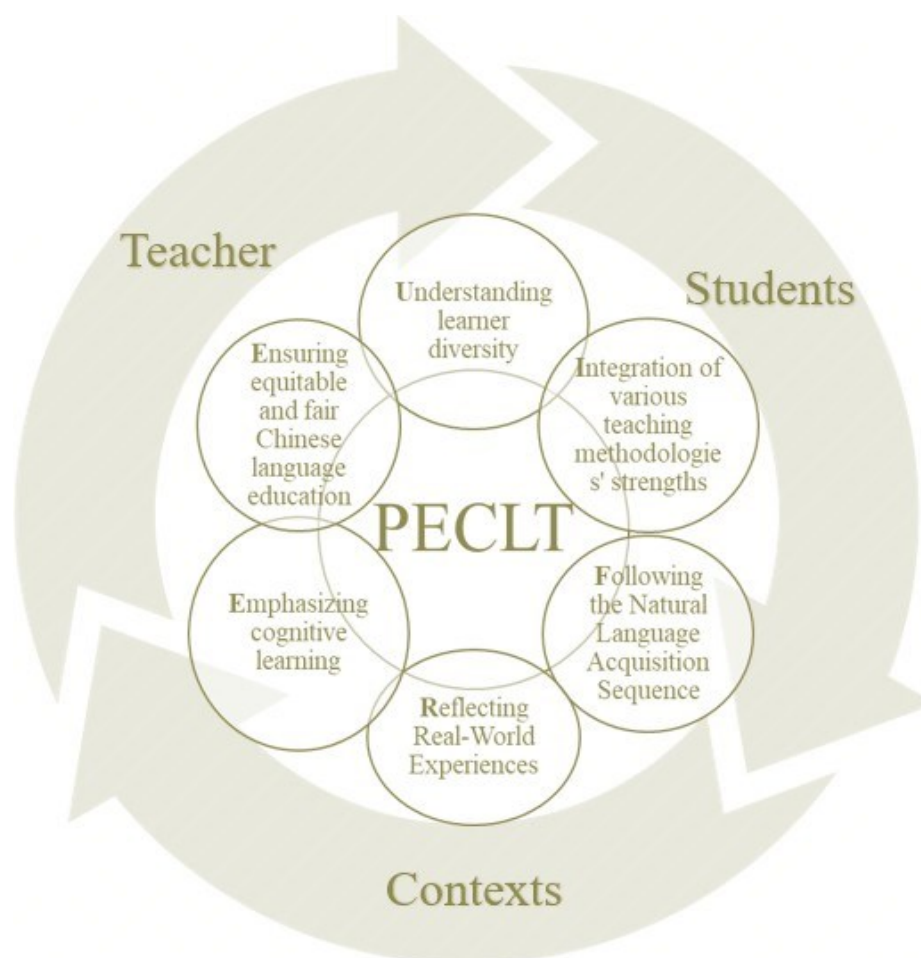 Teacher
Students
Understanding
learner
diversity
Ensuring
equitable
and fair
Chinese
language
education
Integration of
various
teaching
methodologie
s' strengths
PECLT
Emphasizing
cognitive
learning
Following
the Natural
Language
Acquisition
Sequence
Reflecting
Real-World
Experiences
Contexts